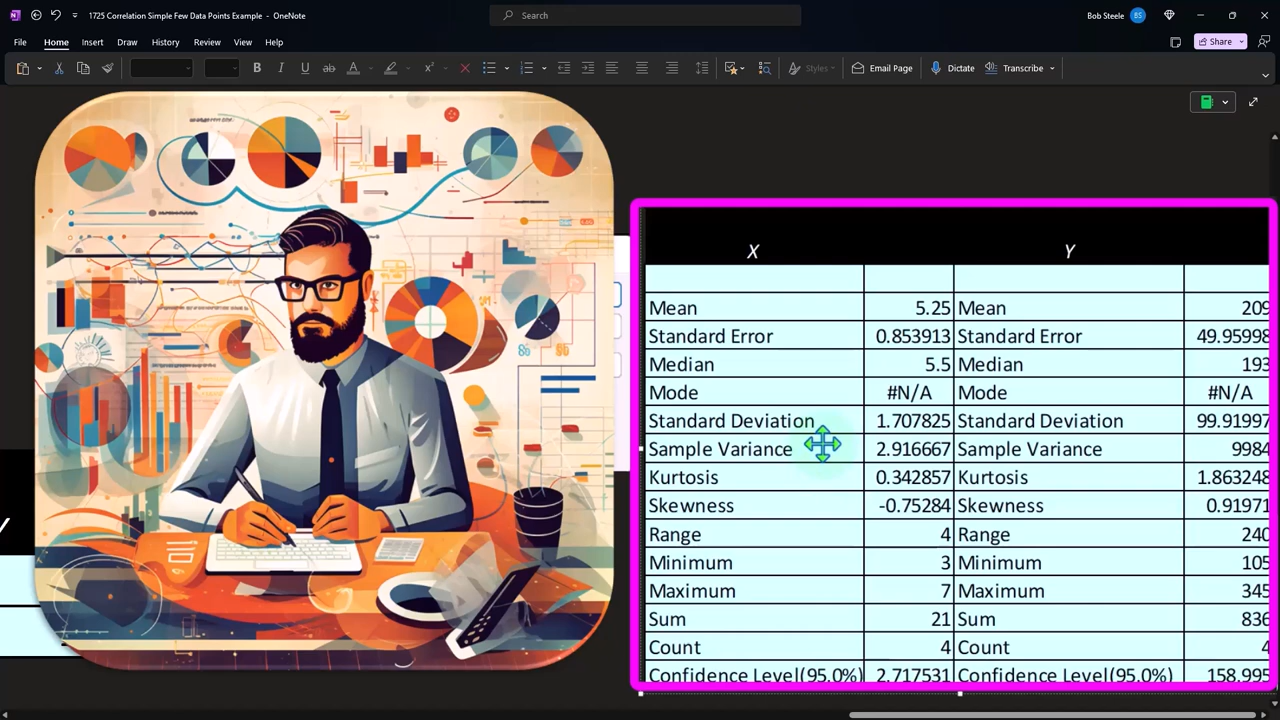 1725 Correlation Simple Few Data Points Example - OneNote
Search
Bob Steele BS
File Home Insert Draw History Review View Help
Share
Styles Email Page Dictate Transcribe
X Y
Mean 5.25 Mean 209
Standard Error 0.853913 Standard Error 49.95998
Median 5.5 Median 193
Mode #N/A Mode #N/A
Standard Deviation 1.707825 Standard Deviation 99.91997
Sample Variance 2.916667 Sample Variance 9984
Kurtosis 0.342857 Kurtosis 1.863248
Skewness -0.75284 Skewness 0.91971
Range 4 Range 240
Minimum 3 Minimum 105
Maximum 7 Maximum 345
Sum 21 Sum 836
Count 4 Count 4
Confidence Level(95.0%) 2.717531 Confidence Level(95.0%) 158.995